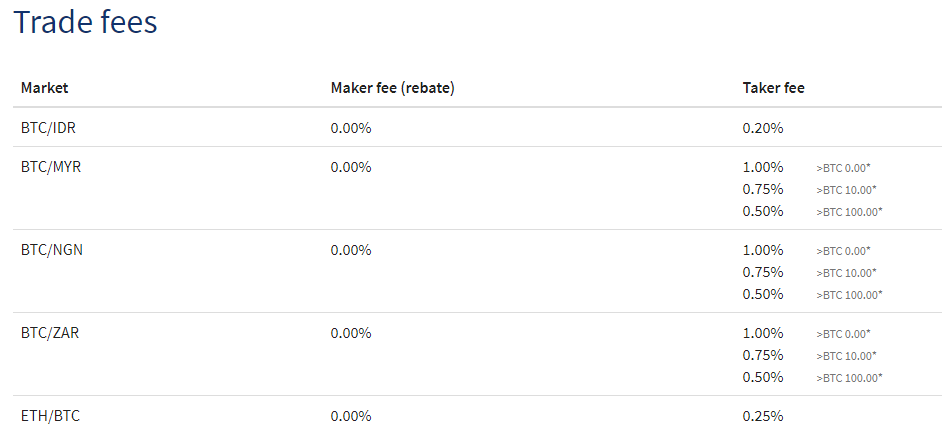 Trade fees
Market Maker fee (rebate) Taker fee
BTC/IDR 0.00% 0.20%
BTC/MYR 0.00% 1.00% >BTC 0.00*
0.75% >BTC 10.00*
0.50% >BTC 100.00*
BTC/NGN 0.00% 1.00% >BTC 0.00*
0.75% >BTC 10.00*
0.50% >BTC 100.00*
BTC/ZAR 0.00% 1.00% >BTC 0.00*
0.75% >BTC 10.00*
0.50% >BTC 100.00*
ETH/BTC 0.00% 0.25%